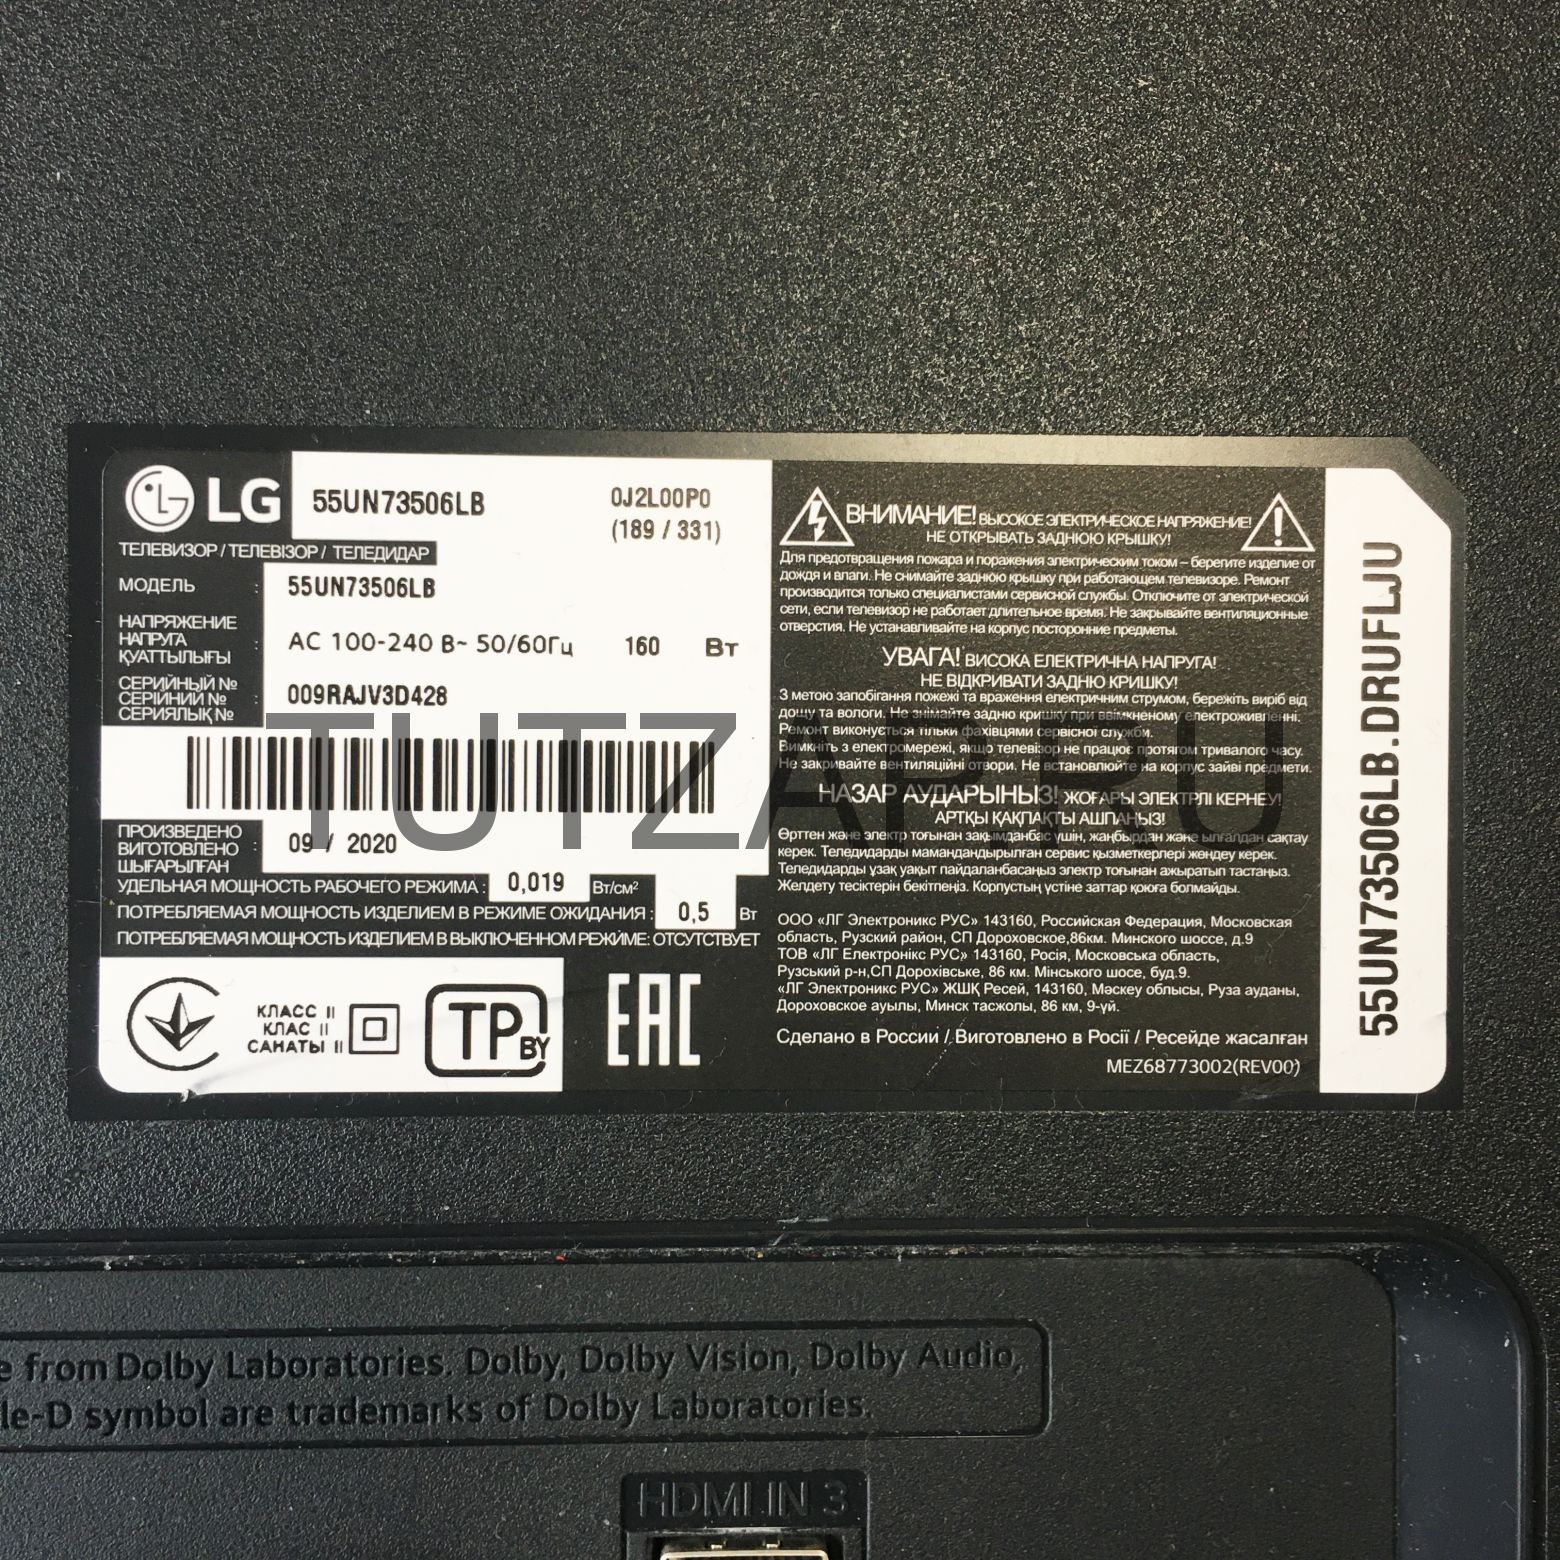 LG
55UN73506LB
0J2L00P0
(189 / 331)
ТЕЛЕВИЗОР / ТЕЛЕВІЗОР / ТЕЛЕДИДАР
МОДЕЛЬ : 55UN73506LB
НАПРЯЖЕНИЕ
НАПРУГА
ҚУАТТЫЛЫҒЫ
: AC 100-240 В~ 50/60Гц 160 Вт
СЕРИЙНЫЙ №
СЕРИЙНИЙ №
СЕРИЯЛЫҚ №
: 009RAJV3D428
ПРОИЗВЕДЕНО
ВИГОТОВЛЕНО
ШЫҒАРЫЛҒАН
: 09 / 2020
УДЕЛЬНАЯ МОЩНОСТЬ РАБОЧЕГО РЕЖИМА : 0,019 Вт/см²
ПОТРЕБЛЯЕМАЯ МОЩНОСТЬ ИЗДЕЛИЕМ В РЕЖИМЕ ОЖИДАНИЯ : 0,5 Вт
ПОТРЕБЛЯЕМАЯ МОЩНОСТЬ ИЗДЕЛИЕМ В ВЫКЛЮЧЕННОМ РЕЖИМЕ: ОТСУТСТВУЕТ
КЛАСС II
КЛАС II
САНАТЫ II
ТР BY
EAC
ВНИМАНИЕ! ВЫСОКОЕ ЭЛЕКТРИЧЕСКОЕ НАПРЯЖЕНИЕ!
НЕ ОТКРЫВАТЬ ЗАДНЮЮ КРЫШКУ!
Для предотвращения пожара и поражения электрическим током – берегите изделие от
дождя и влаги. Не снимайте заднюю крышку при работающем телевизоре. Ремонт
производится только специалистами сервисной службы. Отключите от электрической
сети, если телевизор не работает длительное время. Не закрывайте вентиляционные
отверстия. Не устанавливайте на корпус посторонние предметы.
УВАГА! ВИСОКА ЕЛЕКТРИЧНА НАПРУГА!
НЕ ВІДКРИВАТИ ЗАДНЮ КРИШКУ!
З метою запобігання пожежі та враження електричним струмом, бережіть виріб від
дощу та вологи. Не знімайте задню кришку при ввімкненому електроживленні.
Ремонт виконується тільки фахівцями сервісної служби.
Вимкніть з електромережі, якщо телевізор не працює протягом тривалого часу.
Не закривайте вентиляційні отвори. Не встановлюйте на корпус зайві предмети.
НАЗАР АУДАРЫҢЫЗ! ЖОҒАРЫ ЭЛЕКТРЛІ КЕРНЕУ!
АРТҚЫ ҚАҚПАҚТЫ АШПАҢЫЗ!
Өрттен және электр тоғынан зақымданбас үшін, жаңбырдан және ылғалдан сақтау
керек. Теледидарды мамандандырылған сервис қызметкерлері жөндеу керек.
Теледидарды ұзақ уақыт пайдаланбасаңыз электр тоғынан ажыратып тастаңыз.
Желдету тесіктерін бекітпеңіз. Корпустың үстіне заттар қоюға болмайды.
ООО «ЛГ Электроникс РУС» 143160, Российская Федерация, Московская
область, Рузский район, СП Дороховское,86км. Минского шоссе, д.9
ТОВ «ЛГ Електронікс РУС» 143160, Росія, Московська область,
Рузський р-н,СП Дорохівське, 86 км. Мінського шосе, буд.9.
«ЛГ Электроникс РУС» ЖШҚ Ресей, 143160, Мәскеу облысы, Руза ауданы,
Дороховское ауылы, Минск тасжолы, 86 км, 9-үй.
Сделано в России / Виготовлено в Росії / Ресейде жасалған
MEZ68773002(REV00)
55UN73506LB.DRUFLJU
TUTZAP.RU
e from Dolby Laboratories. Dolby, Dolby Vision, Dolby Audio,
le-D symbol are trademarks of Dolby Laboratories.
HDMI IN 3